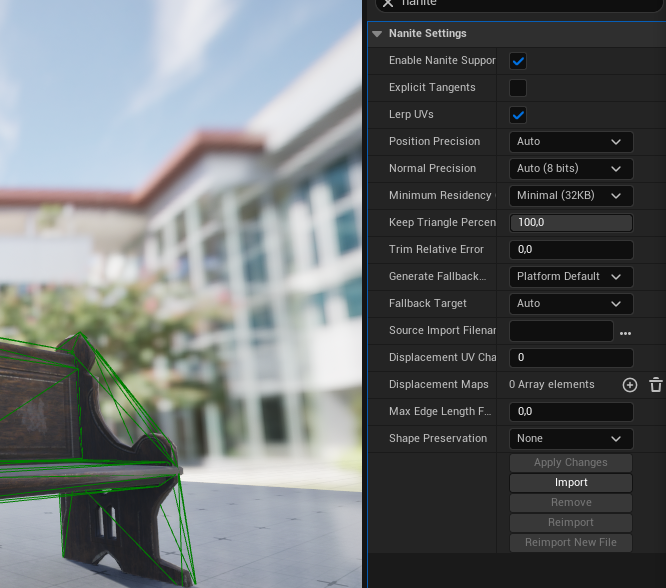 nanite
Nanite Settings
Enable Nanite Suppor
Explicit Tangents
Lerp UVs
Position Precision Auto
Normal Precision Auto (8 bits)
Minimum Residency Minimal (32KB)
Keep Triangle Percen 100,0
Trim Relative Error 0,0
Generate Fallback... Platform Default
Fallback Target Auto
Source Import Filenar ...
Displacement UV Cha 0
Displacement Maps 0 Array elements
Max Edge Length F... 0,0
Shape Preservation None
Apply Changes
Import
Remove
Reimport
Reimport New File